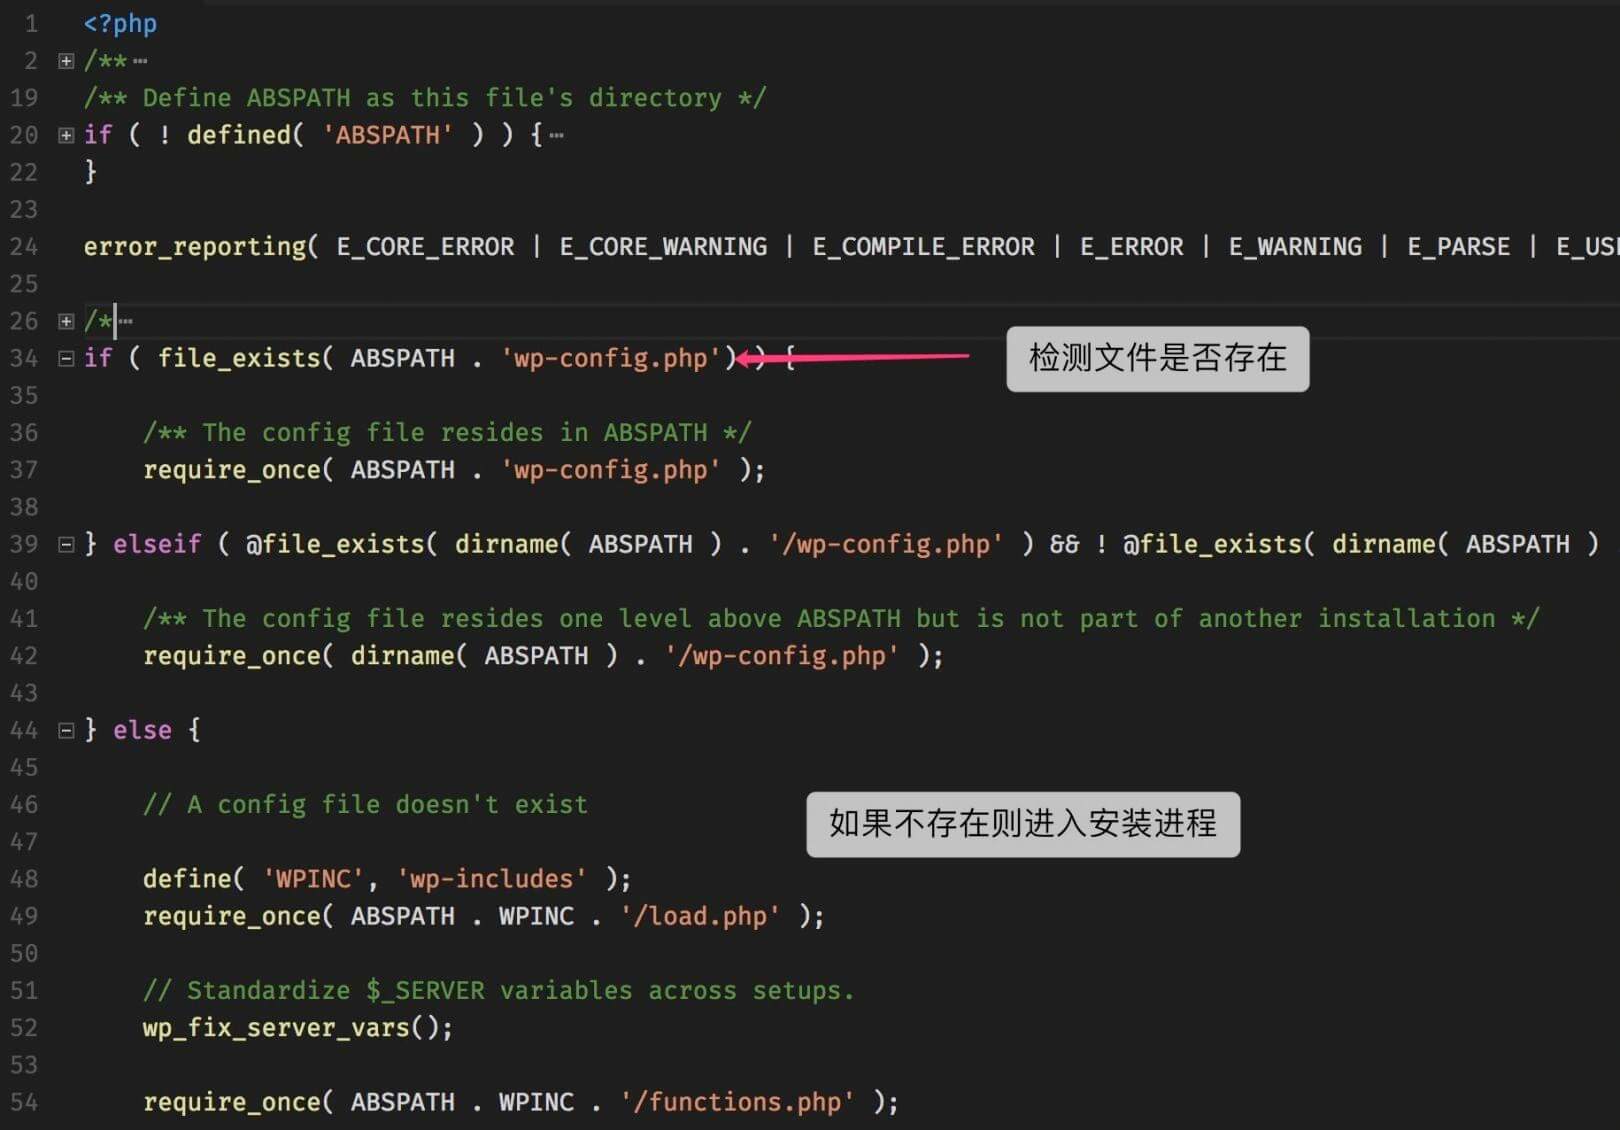 1 <?php
2 /** ⋯
19 /** Define ABSPATH as this file's directory */
20 if ( ! defined( 'ABSPATH' ) ) { ⋯
22 }
23
24 error_reporting( E_CORE_ERROR | E_CORE_WARNING | E_COMPILE_ERROR | E_ERROR | E_WARNING | E_PARSE |
25
26 /* ⋯
34 if ( file_exists( ABSPATH . 'wp-config.php') ) {
检测文件是否存在
35
36 /** The config file resides in ABSPATH */
37 require_once( ABSPATH . 'wp-config.php' );
38
39 } elseif ( @file_exists( dirname( ABSPATH ) . '/wp-config.php' ) && ! @file_exists( dirname( ABSPATH )
40
41 /** The config file resides one level above ABSPATH but is not part of another installation */
42 require_once( dirname( ABSPATH ) . '/wp-config.php' );
43
44 } else {
45
46 // A config file doesn't exist
如果不存在则进入安装进程
47
48 define( 'WPINC', 'wp-includes' );
49 require_once( ABSPATH . WPINC . '/load.php' );
50
51 // Standardize $_SERVER variables across setups.
52 wp_fix_server_vars();
53
54 require_once( ABSPATH . WPINC . '/functions.php' );